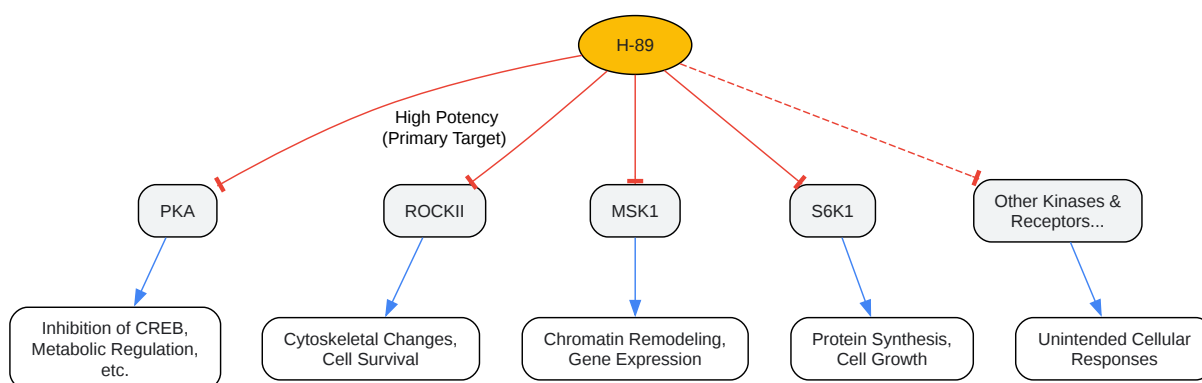 H-89
High Potency
(Primary Target)
PKA
ROCKII
MSK1
S6K1
Other Kinases &
Receptors...
Inhibition of CREB,
Metabolic Regulation,
etc.
Cytoskeletal Changes,
Cell Survival
Chromatin Remodeling,
Gene Expression
Protein Synthesis,
Cell Growth
Unintended Cellular
Responses